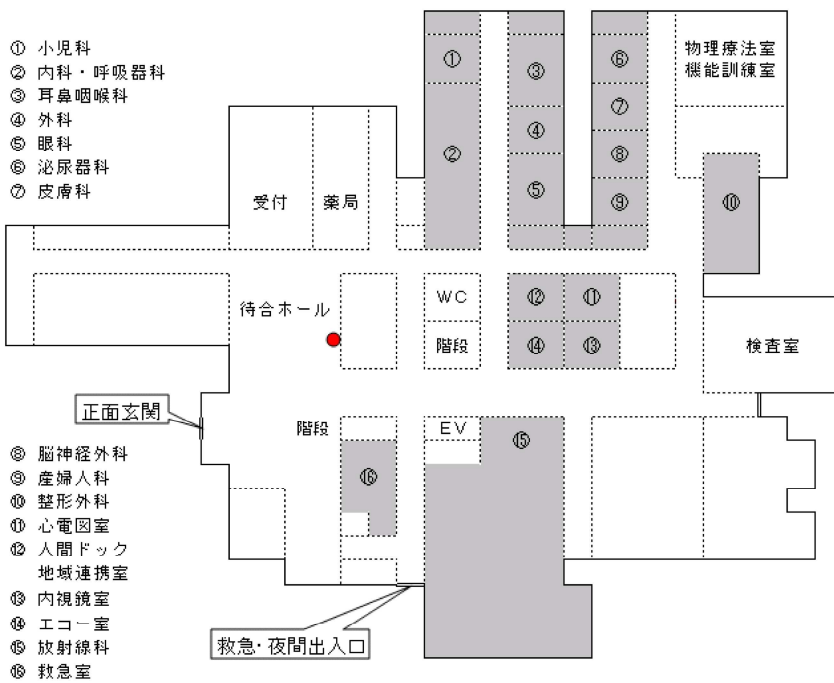 ① 小児科
② 内科・呼吸器科
③ 耳鼻咽喉科
④ 外科
⑤ 眼科
⑥ 泌尿器科
⑦ 皮膚科
①
③
⑥
物理療法室
機能訓練室
⑦
④
②
⑧
⑤
⑨
⑩
受付
薬局
待合ホール
WC
⑫
⑪
階段
⑭
⑬
検査室
正面玄関
階段
EV
⑮
⑯
⑧ 脳神経外科
⑨ 産婦人科
⑩ 整形外科
⑪ 心電図室
⑫ 人間ドック
地域連携室
⑬ 内視鏡室
⑭ エコー室
⑮ 放射線科
⑯ 救急室
救急・夜間出入口